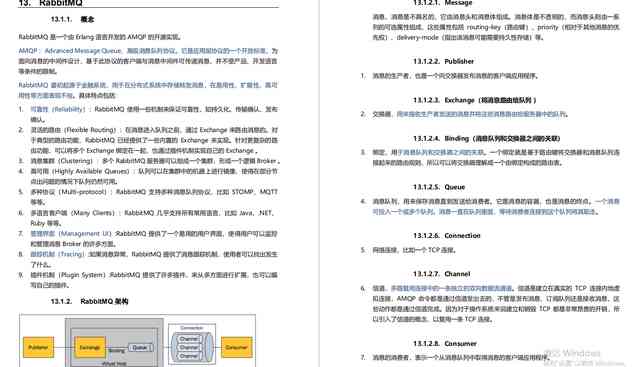 13. RabbitMQ
13.1.1. 概念
RabbitMQ 是一个由 Erlang 语言开发的 AMQP 的开源实现。
AMQP : Advanced Message Queue, 高级消息队列协议。它是应用层协议的一个开放标准, 为
面向消息的中间件设计, 基于此协议的客户端与消息中间件可传递消息, 并不受产品、开发语言
等条件的限制。
RabbitMQ 最初起源于金融系统, 用于在分布式系统中存储转发消息, 在易用性、扩展性、高可
用性等方面表现不俗。具体特点包括:
1. 可靠性 (Reliability) : RabbitMQ 使用一些机制来保证可靠性, 如持久化、传输确认、发布
确认。
2. 灵活的路由 (Flexible Routing) : 在消息进入队列之前, 通过 Exchange 来路由消息的。对
于典型的路由功能, RabbitMQ 已经提供了一些内置的 Exchange 来实现。针对更复杂的路
由功能, 可以将多个 Exchange 绑定在一起, 也通过插件机制实现自己的 Exchange 。
3. 消息集群 (Clustering) : 多个 RabbitMQ 服务器可以组成一个集群, 形成一个逻辑 Broker 。
4. 高可用 (Highly Available Queues) : 队列可以在集群中的机器上进行镜像, 使得在部分节
点出问题的情况下队列仍然可用。
5. 多种协议 (Multi-protocol) : RabbitMQ 支持多种消息队列协议, 比如 STOMP、MQTT
等等。
6. 多语言客户端 (Many Clients) : RabbitMQ 几乎支持所有常用语言, 比如 Java、.NET、
Ruby 等等。
7. 管理界面 (Management UI) :RabbitMQ 提供了一个易用的用户界面, 使得用户可以监控
和管理消息 Broker 的许多方面。
8. 跟踪机制 (Tracing) :如果消息异常, RabbitMQ 提供了消息跟踪机制, 使用者可以找出发生
了什么。
9. 插件机制 (Plugin System) :RabbitMQ 提供了许多插件, 来从多方面进行扩展, 也可以编
写自己的插件。
13.1.2. RabbitMQ 架构
Publisher
Exchange
Binding
Queue
Virtual Host
Connection
Channel
Channel
Channel
Consumer
13.1.2.1. Message
消息, 消息是不具名的, 它由消息头和消息体组成。消息体是不透明的, 而消息头则由一系
列的可选属性组成, 这些属性包括 routing-key (路由键) 、priority (相对于其他消息的优
先权) 、delivery-mode (指出该消息可能需要持久性存储) 等。
13.1.2.2. Publisher
1. 消息的生产者, 也是一个向交换器发布消息的客户端应用程序。
13.1.2.3. Exchange (将消息路由给队列 )
2. 交换器, 用来接收生产者发送的消息并将这些消息路由给服务器中的队列。
13.1.2.4. Binding (消息队列和交换器之间的关联)
3. 绑定, 用于消息队列和交换器之间的关联。一个绑定就是基于路由键将交换器和消息队列连
接起来的路由规则, 所以可以将交换器理解成一个由绑定构成的路由表。
13.1.2.5. Queue
4. 消息队列, 用来保存消息直到发送给消费者。它是消息的容器, 也是消息的终点。一个消息
可投入一个或多个队列。消息一直在队列里面, 等待消费者连接到这个队列将其取走。
13.1.2.6. Connection
5. 网络连接, 比如一个TCP 连接。
13.1.2.7. Channel
6. 信道, 多路复用连接中的一条独立的双向数据流通道。信道是建立在真实的 TCP 连接内地虚
拟连接, AMQP 命令都是通过信道发出去的, 不管是发布消息、订阅队列还是接收消息, 这
些动作都是通过信道完成。因为对于操作系统来说建立和销毁 TCP 都是非常昂贵的开销, 所
以引入了信道的概念, 以复用一条 TCP 连接。
13.1.2.8. Consumer
7. 消息的消费者, 表示一个从消息队列中取得消息的客户端应用程序。
激活 Windows